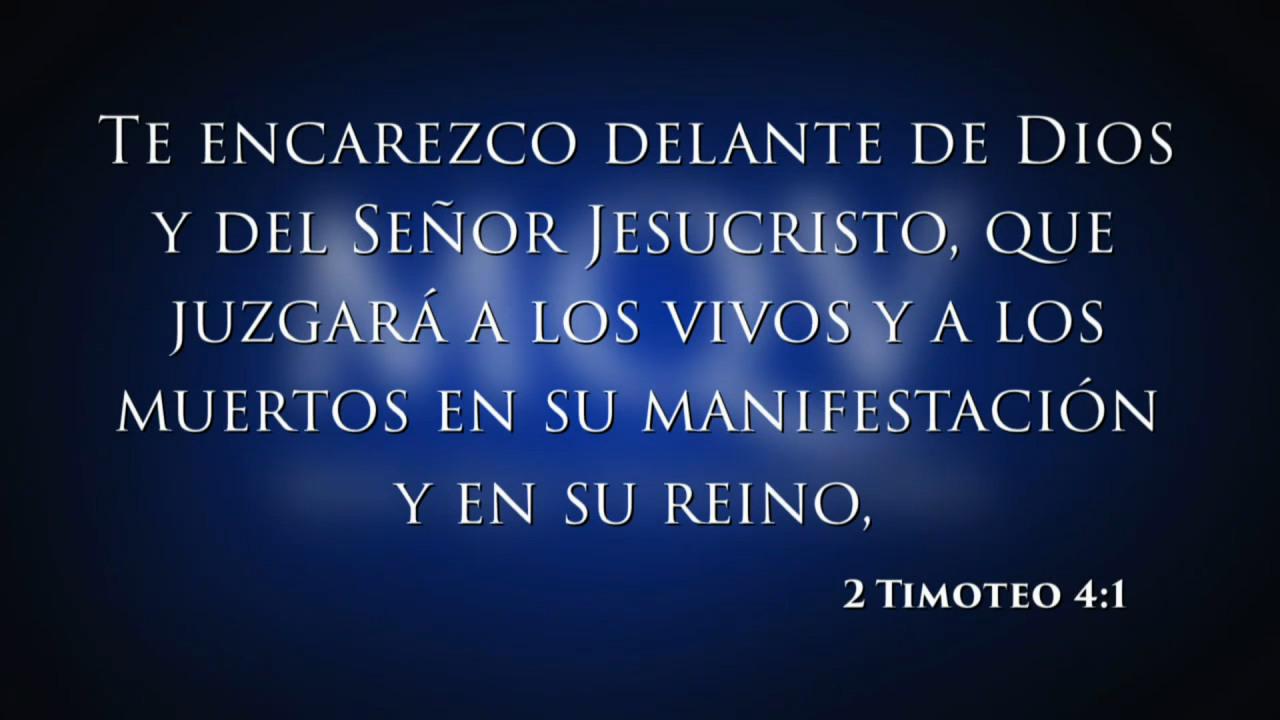 Te encarezco delante de Dios
y del Señor Jesucristo, que
juzgará a los vivos y a los
muertos en su manifestación
y en su reino,
2 Timoteo 4:1